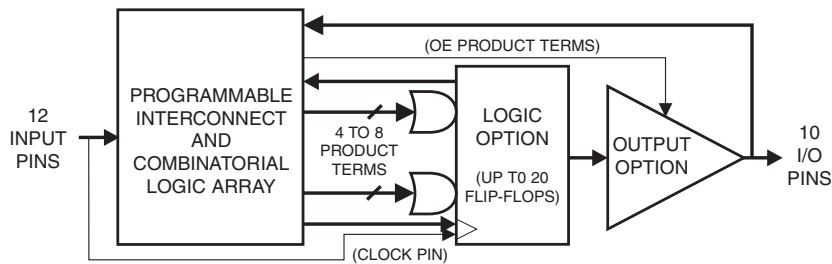 (OE PRODUCT TERMS)
12
INPUT
PINS
PROGRAMMABLE
INTERCONNECT
AND
COMBINATORIAL
LOGIC ARRAY
4 TO 8
PRODUCT
TERMS
LOGIC
OPTION
(UP T0 20
FLIP-FLOPS)
OUTPUT
OPTION
10
I/O
PINS
(CLOCK PIN)